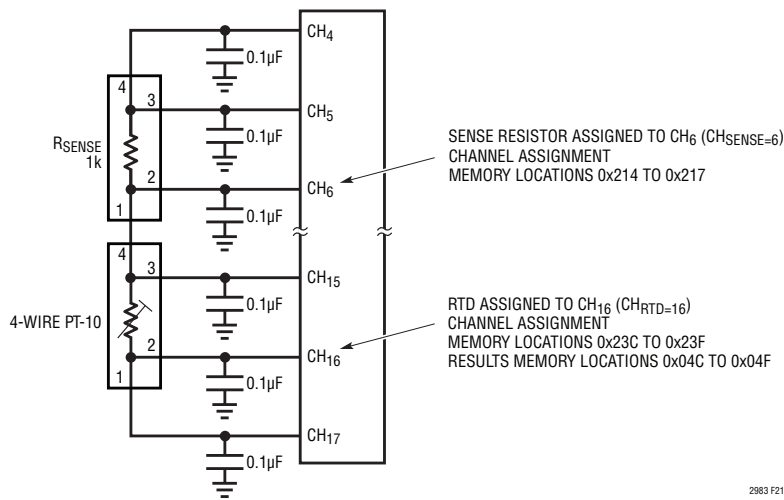 CH4
0.1µF
4
3
CH5
0.1µF
RSENSE
1k
2
CH6
1
0.1µF
SENSE RESISTOR ASSIGNED TO CH6 (CHSENSE=6)
CHANNEL ASSIGNMENT
MEMORY LOCATIONS 0x214 TO 0x217
4
3
CH15
0.1µF
4-WIRE PT-10
2
CH16
1
0.1µF
RTD ASSIGNED TO CH16 (CHRTD=16)
CHANNEL ASSIGNMENT
MEMORY LOCATIONS 0x23C TO 0x23F
RESULTS MEMORY LOCATIONS 0x04C TO 0x04F
CH17
0.1µF
2983 F21